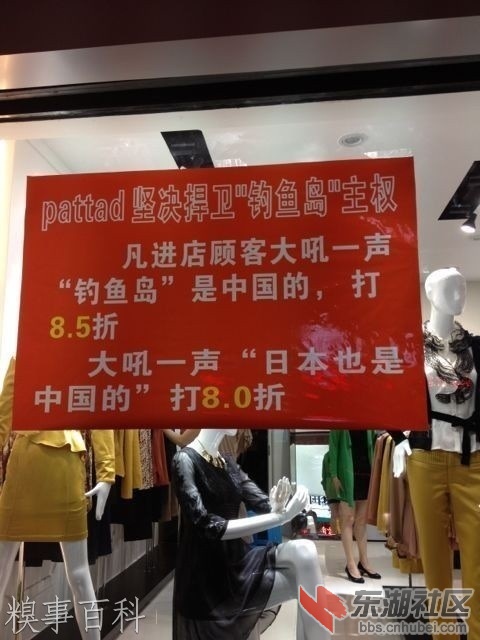 pattad 坚决捍卫"钓鱼岛"主权
凡进店顾客大吼一声
“钓鱼岛”是中国的，打
8.5折
大吼一声“日本也是
中国的”打8.0折
糗事百科
东湖社区
bbs.cnhubei.com